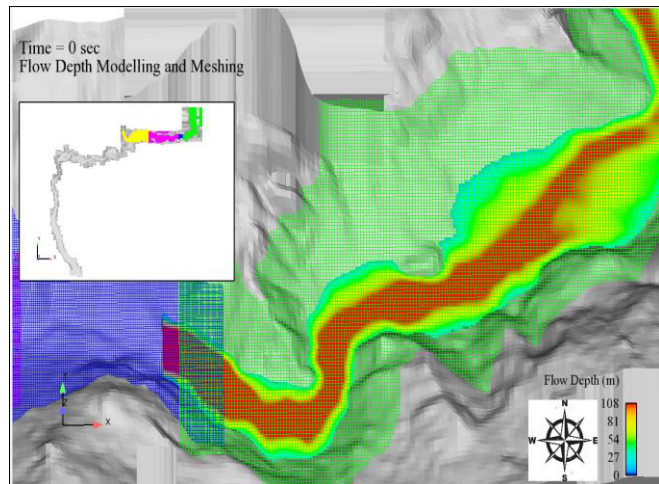 Time = 0 sec
Flow Depth Modelling and Meshing
Y
X
Y
Z
X
Flow Depth (m)
108
81
54
27
0
N
W
E
S